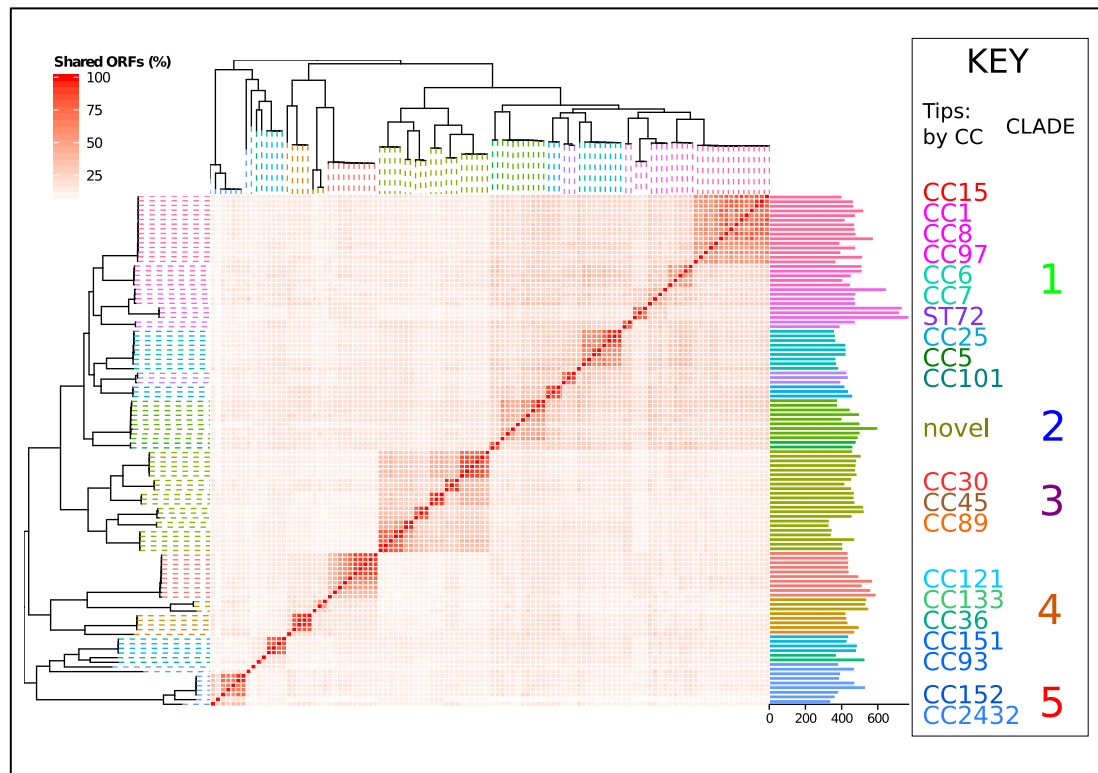 Shared ORFs (%)
100
75
50
25
0 200 400 600
KEY
Tips:
by CC
CLADE
CC15
CC1
CC8
CC97
CC6
CC7
ST72
CC25
CC5
CC101
1
novel
2
CC30
CC45
CC89
3
CC121
CC133
CC36
CC151
CC93
4
CC152
CC2432
5